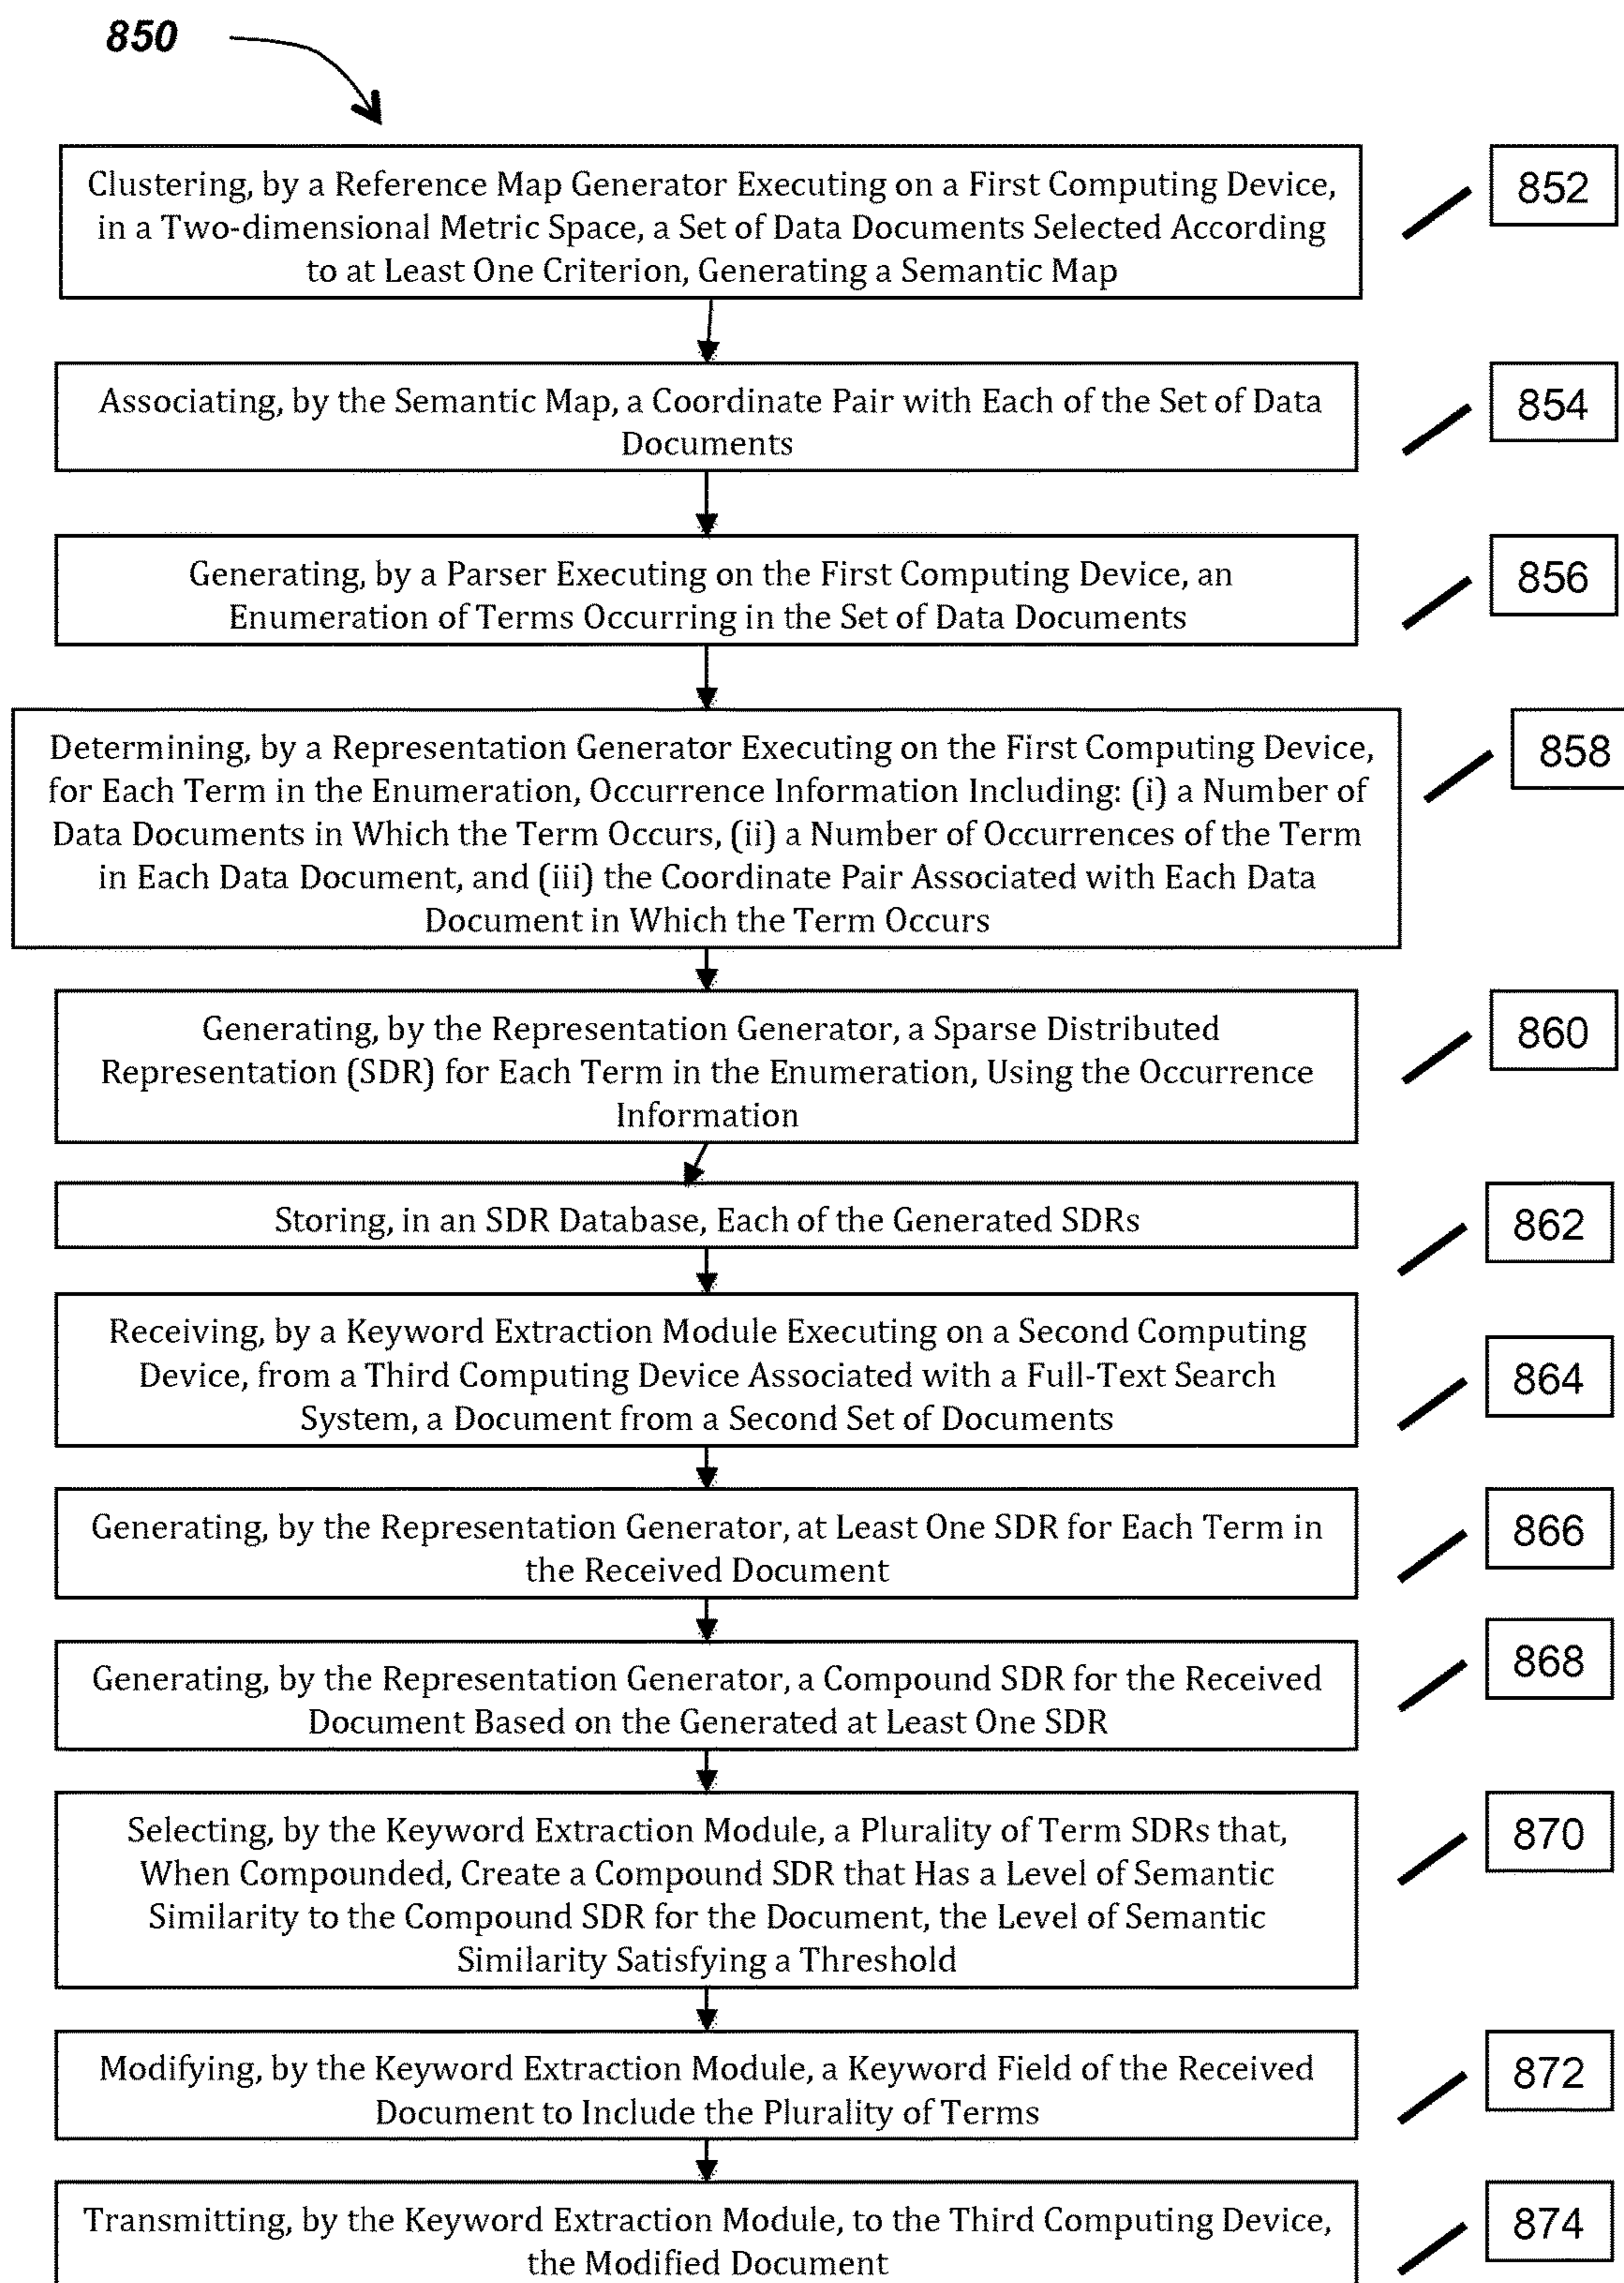 850
Clustering, by a Reference Map Generator Executing on a First Computing Device,
in a Two-dimensional Metric Space, a Set of Data Documents Selected According
to at Least One Criterion, Generating a Semantic Map
852
Associating, by the Semantic Map, a Coordinate Pair with Each of the Set of Data
Documents
854
Generating, by a Parser Executing on the First Computing Device, an
Enumeration of Terms Occurring in the Set of Data Documents
856
Determining, by a Representation Generator Executing on the First Computing Device,
for Each Term in the Enumeration, Occurrence Information Including: (i) a Number of
Data Documents in Which the Term Occurs, (ii) a Number of Occurrences of the Term
in Each Data Document, and (iii) the Coordinate Pair Associated with Each Data
Document in Which the Term Occurs
858
Generating, by the Representation Generator, a Sparse Distributed
Representation (SDR) for Each Term in the Enumeration, Using the Occurrence
Information
860
Storing, in an SDR Database, Each of the Generated SDRs
862
Receiving, by a Keyword Extraction Module Executing on a Second Computing
Device, from a Third Computing Device Associated with a Full-Text Search
System, a Document from a Second Set of Documents
864
Generating, by the Representation Generator, at Least One SDR for Each Term in
the Received Document
866
Generating, by the Representation Generator, a Compound SDR for the Received
Document Based on the Generated at Least One SDR
868
Selecting, by the Keyword Extraction Module, a Plurality of Term SDRs that,
When Compounded, Create a Compound SDR that Has a Level of Semantic
Similarity to the Compound SDR for the Document, the Level of Semantic
Similarity Satisfying a Threshold
870
Modifying, by the Keyword Extraction Module, a Keyword Field of the Received
Document to Include the Plurality of Terms
872
Transmitting, by the Keyword Extraction Module, to the Third Computing Device,
the Modified Document
874